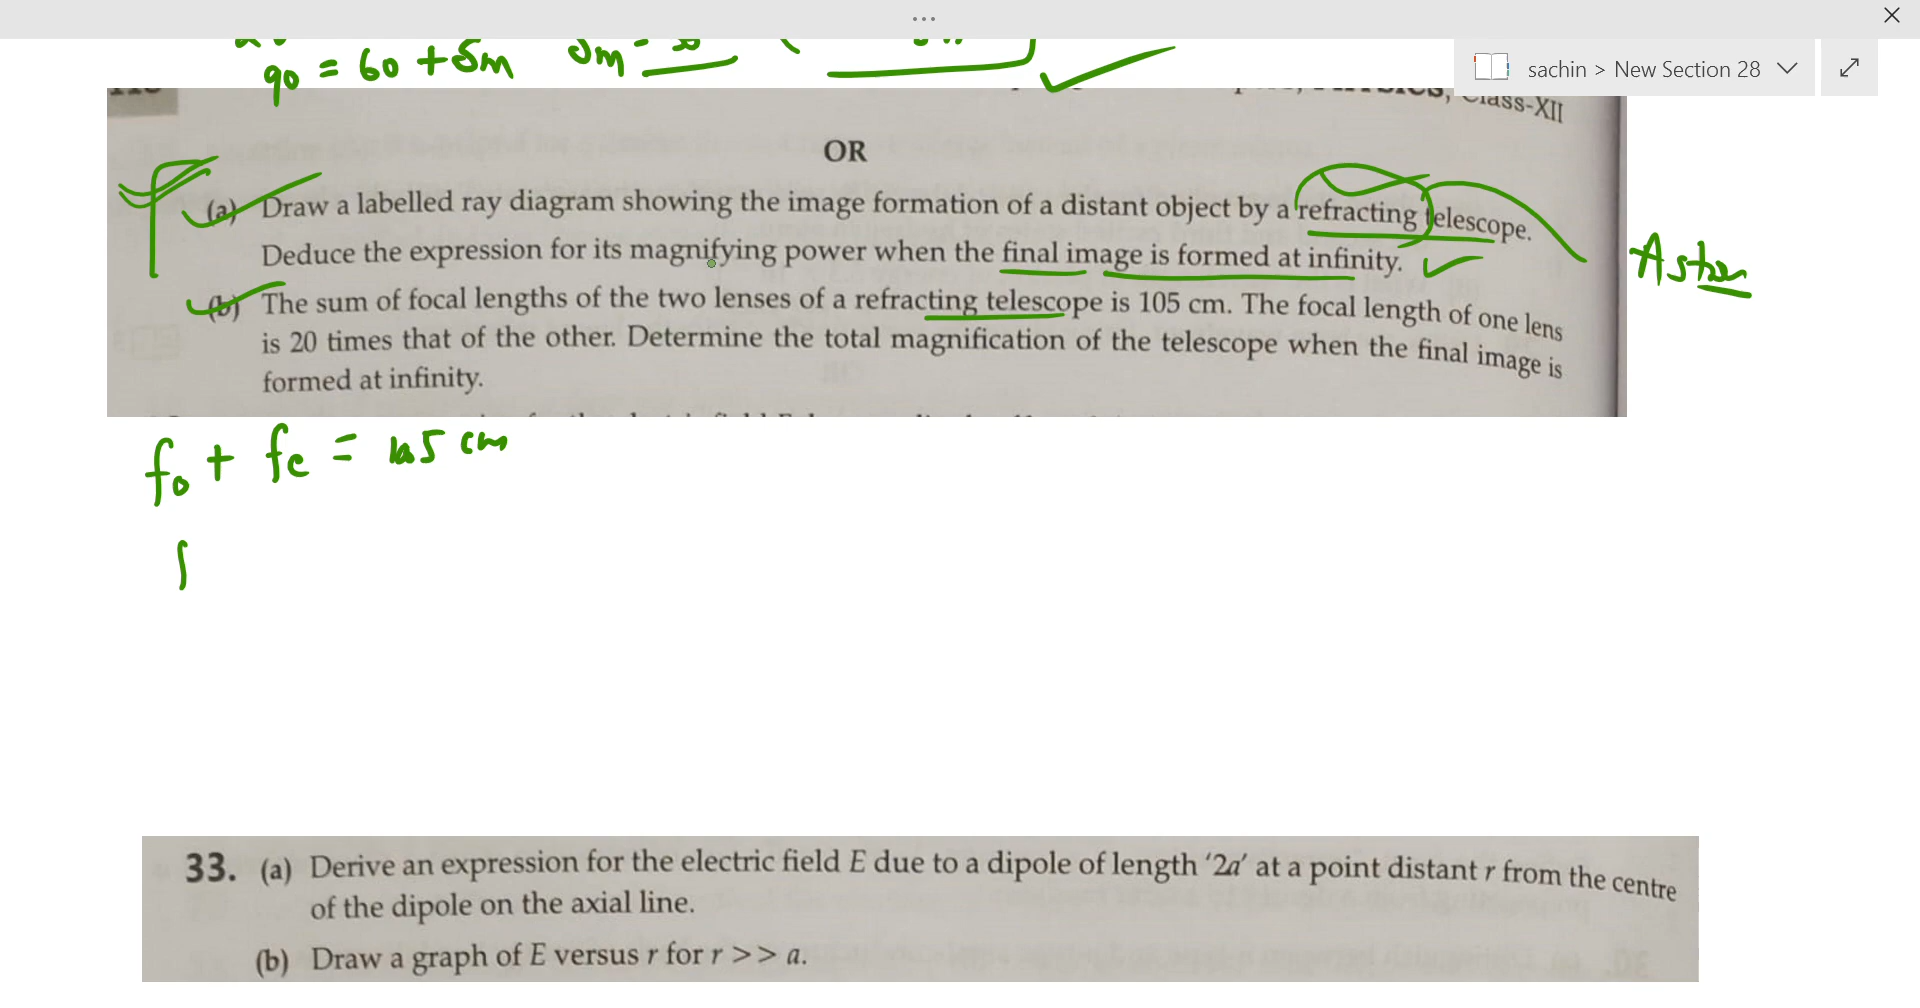 sachin > New Section 28
90 = 60 + δm δm = 30
Class-XII
OR
(a) Draw a labelled ray diagram showing the image formation of a distant object by a refracting telescope.
Deduce the expression for its magnifying power when the final image is formed at infinity.
(b) The sum of focal lengths of the two lenses of a refracting telescope is 105 cm. The focal length of one lens
is 20 times that of the other. Determine the total magnification of the telescope when the final image is
formed at infinity.
fo + fe = 105 cm
33. (a) Derive an expression for the electric field E due to a dipole of length ‘2a’ at a point distant r from the centre
of the dipole on the axial line.
(b) Draw a graph of E versus r for r >> a.